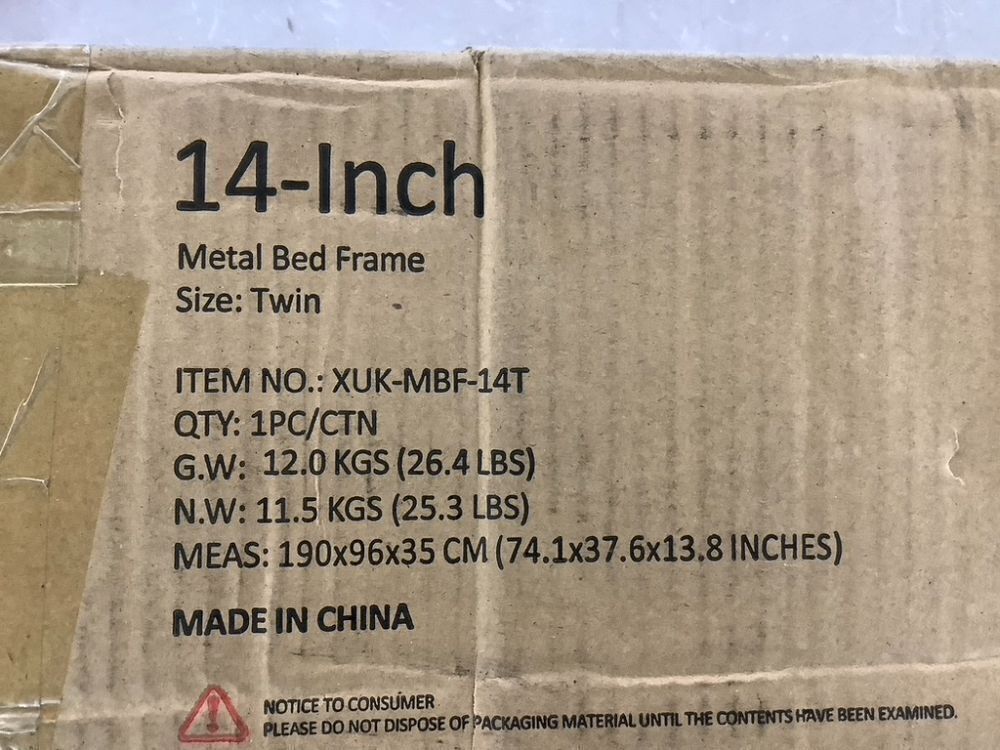 14-Inch
Metal Bed Frame
Size: Twin
ITEM NO.: XUK-MBF-14T
QTY: 1PC/CTN
G.W: 12.0 KGS (26.4 LBS)
N.W: 11.5 KGS (25.3 LBS)
MEAS: 190x96x35 CM (74.1x37.6x13.8 INCHES)
MADE IN CHINA
NOTICE TO CONSUMER
PLEASE DO NOT DISPOSE OF PACKAGING MATERIAL UNTIL THE CONTENTS HAVE BEEN EXAMINED.